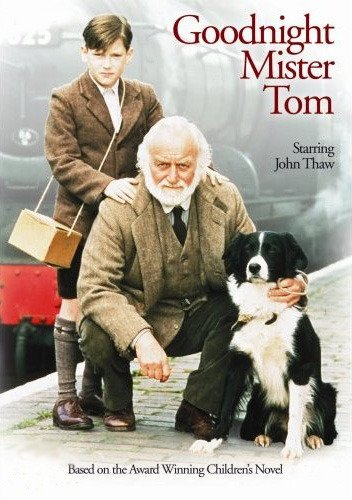 Goodnight
Mister
Tom
Starring
John Thaw
Based on the Award Winning Children's Novel